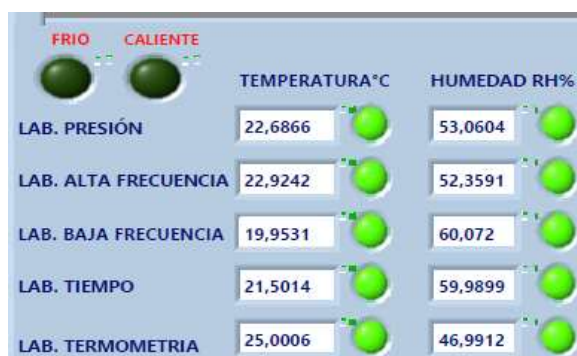 FRIO CALIENTE
TEMPERATURA°C HUMEDAD RH%
LAB. PRESIÓN 22,6866 53,0604
LAB. ALTA FRECUENCIA 22,9242 52,3591
LAB. BAJA FRECUENCIA 19,9531 60,072
LAB. TIEMPO 21,5014 59,9899
LAB. TERMOMETRIA 25,0006 46,9912